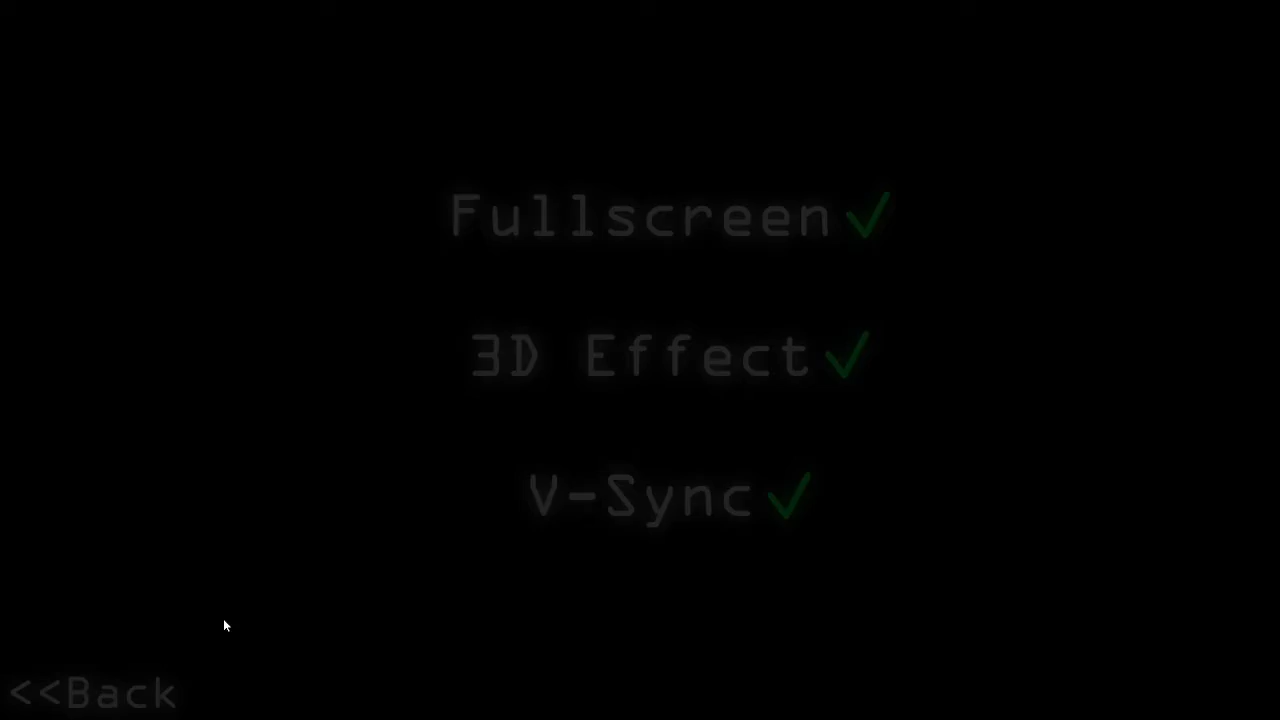 Fullscreen✓
3D Effect✓
V-Sync✓
<<Back